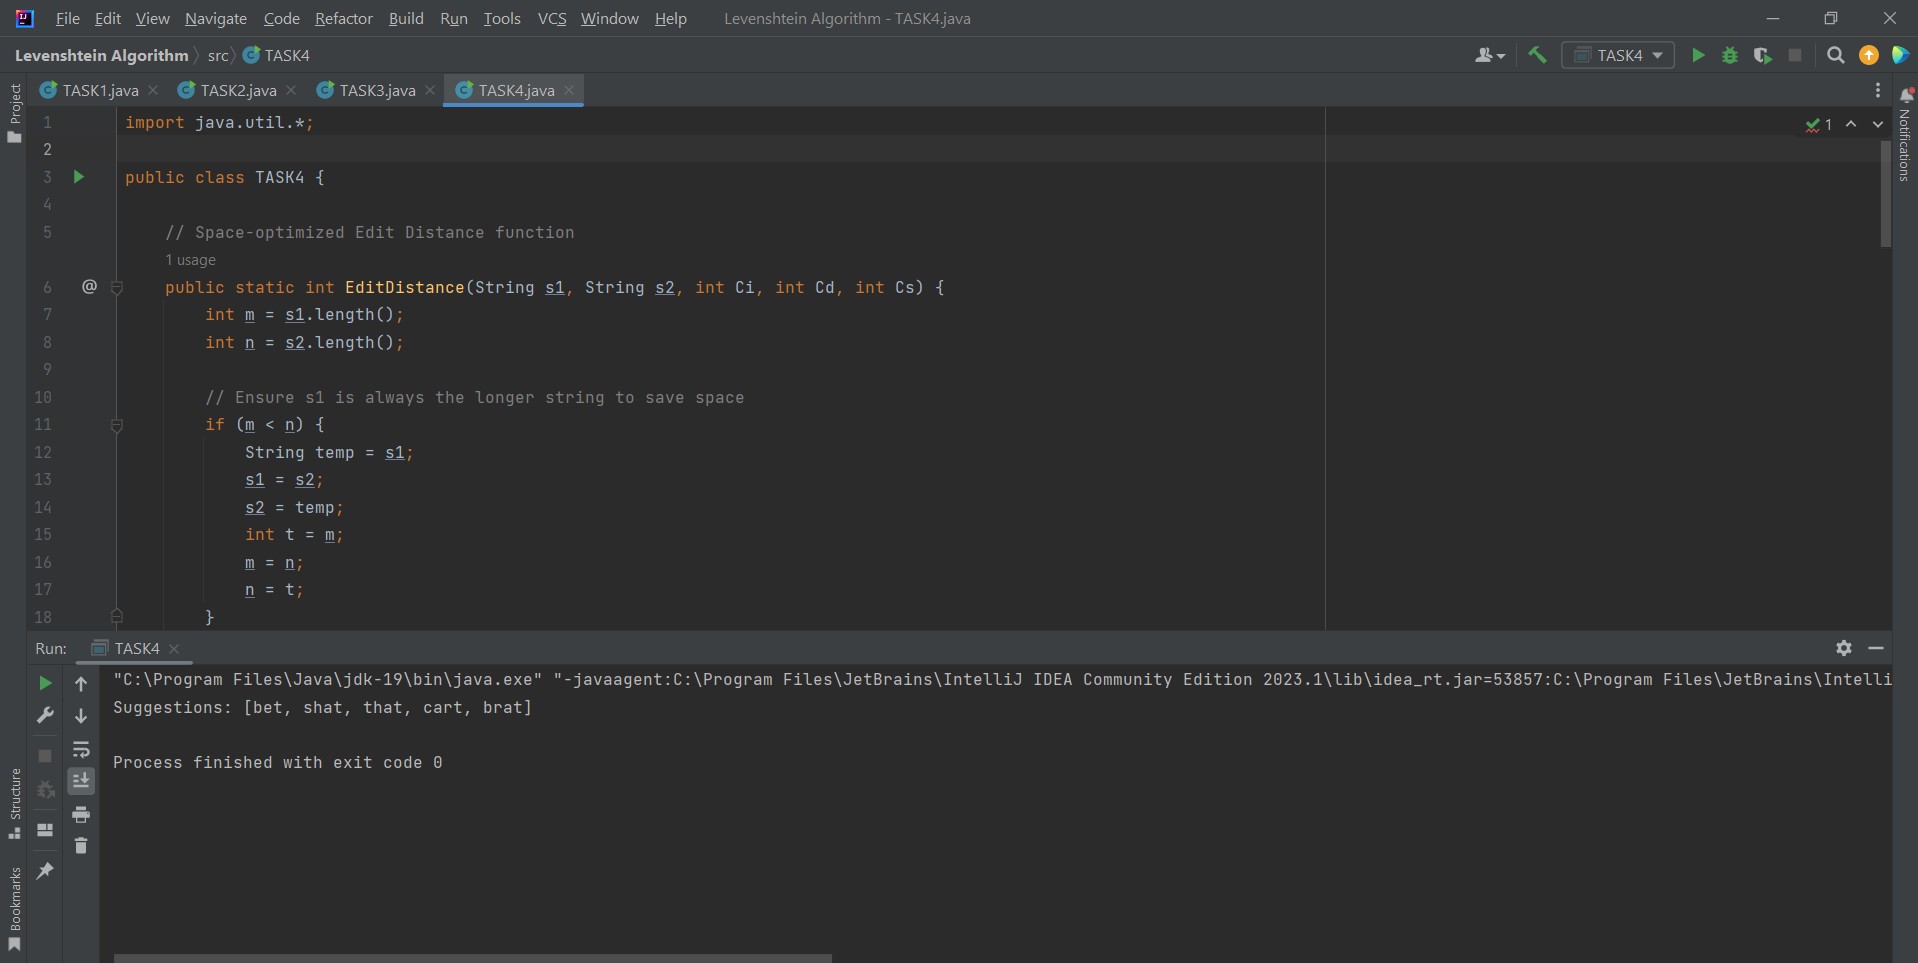 File Edit View Navigate Code Refactor Build Run Tools VCS Window Help Levenshtein Algorithm - TASK4.java
Levenshtein Algorithm src TASK4 TASK4
Project
TASK1.java TASK2.java TASK3.java TASK4.java
Notifications
1 import java.util.*; 1
2
3 public class TASK4 {
4
5 // Space-optimized Edit Distance function
1 usage
6 @ public static int EditDistance(String s1, String s2, int Ci, int Cd, int Cs) {
7 int m = s1.length();
8 int n = s2.length();
9
10 // Ensure s1 is always the longer string to save space
11 if (m < n) {
12 String temp = s1;
13 s1 = s2;
14 s2 = temp;
15 int t = m;
16 m = n;
17 n = t;
18 }
Run: TASK4
"C:\Program Files\Java\jdk-19\bin\java.exe" "-javaagent:C:\Program Files\JetBrains\IntelliJ IDEA Community Edition 2023.1\lib\idea_rt.jar=53857:C:\Program Files\JetBrains\Intelli
Suggestions: [bet, shat, that, cart, brat]
Process finished with exit code 0
Structure
Bookmarks